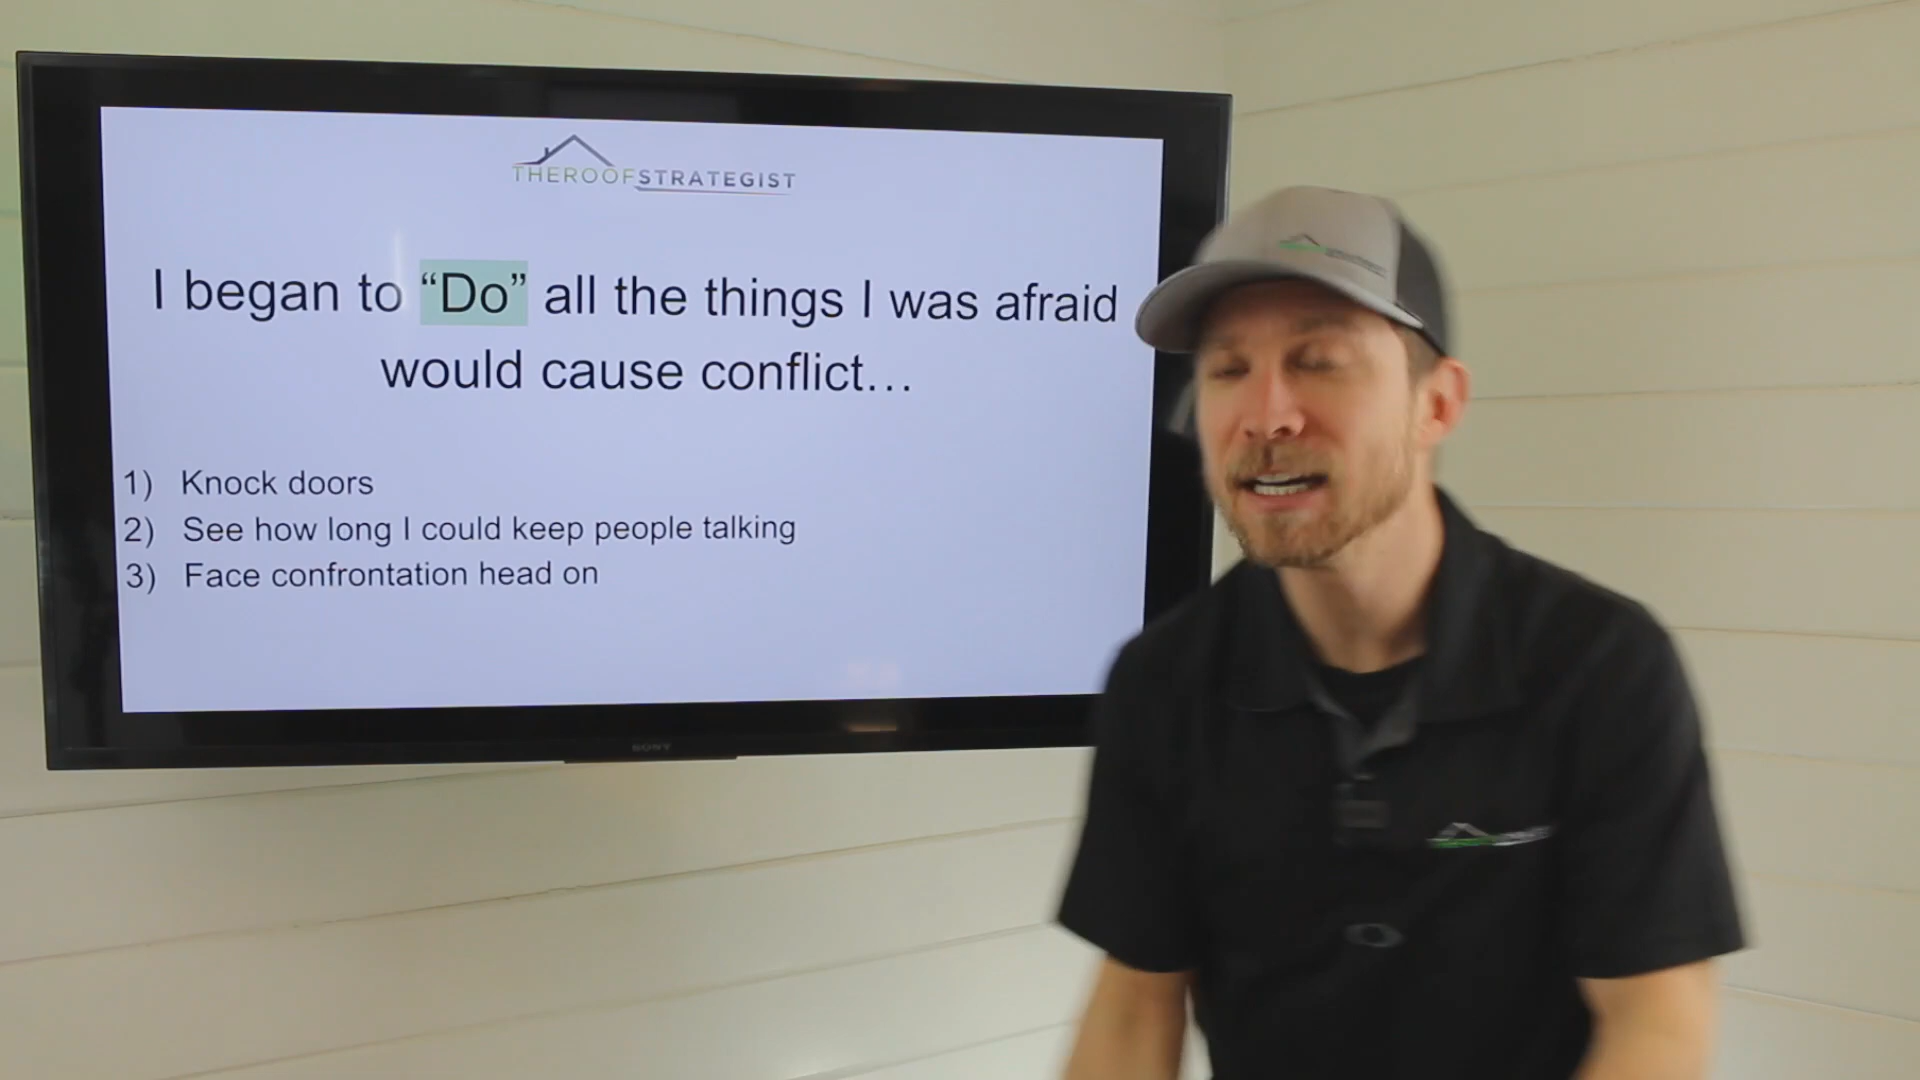 THEROOFSTRATEGIST
I began to “Do” all the things I was afraid
would cause conflict…
1) Knock doors
2) See how long I could keep people talking
3) Face confrontation head on
SONY